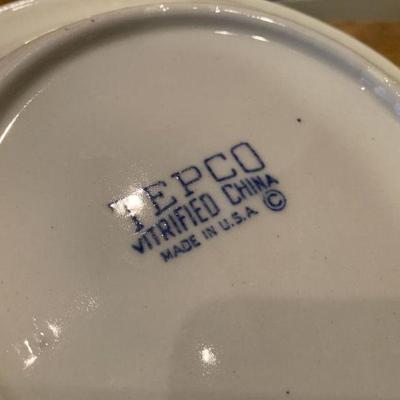 TEPCO
VITRIFIED CHINA
MADE IN U.S.A ©